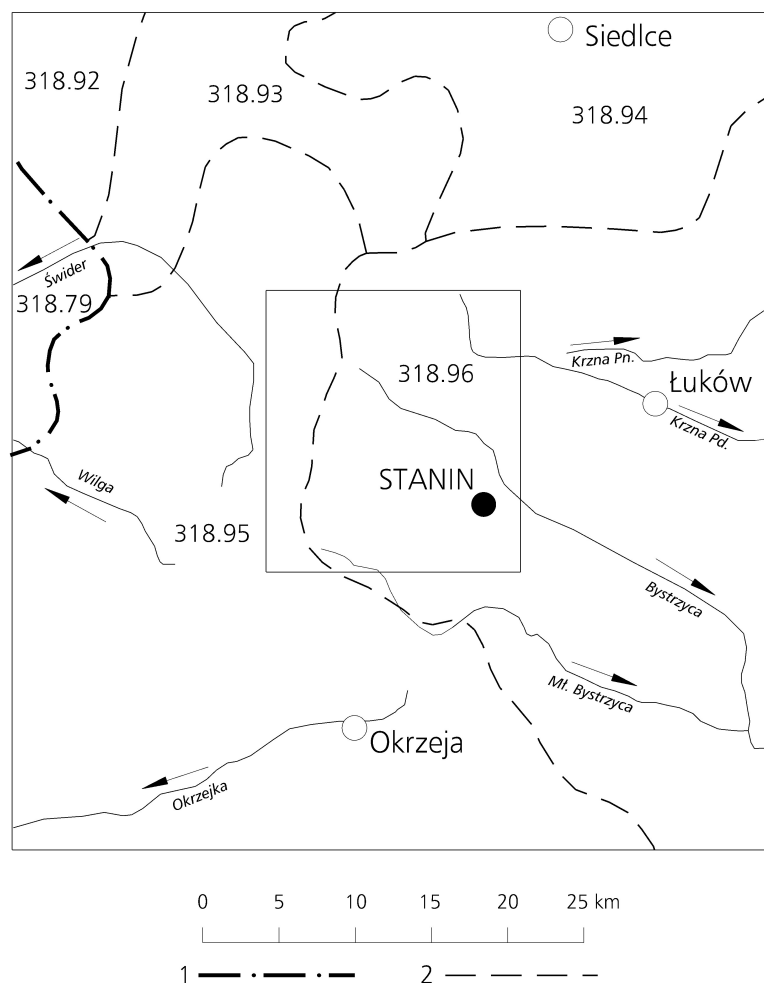 Siedlce
318.92
318.93
318.94
Świder
318.79
Krzna Pn.
318.96
Łuków
Krzna Pd.
Wilga
STANIN
318.95
Bystrzyca
Mł. Bystrzyca
Okrzeja
Okrzejka
0 5 10 15 20 25 km
1 2